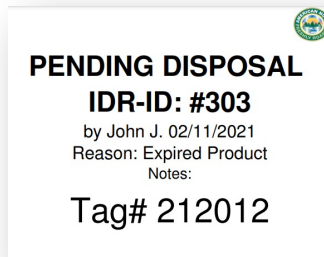 PENDING DISPOSAL
IDR-ID: #303
by John J. 02/11/2021
Reason: Expired Product
Notes:
Tag# 212012